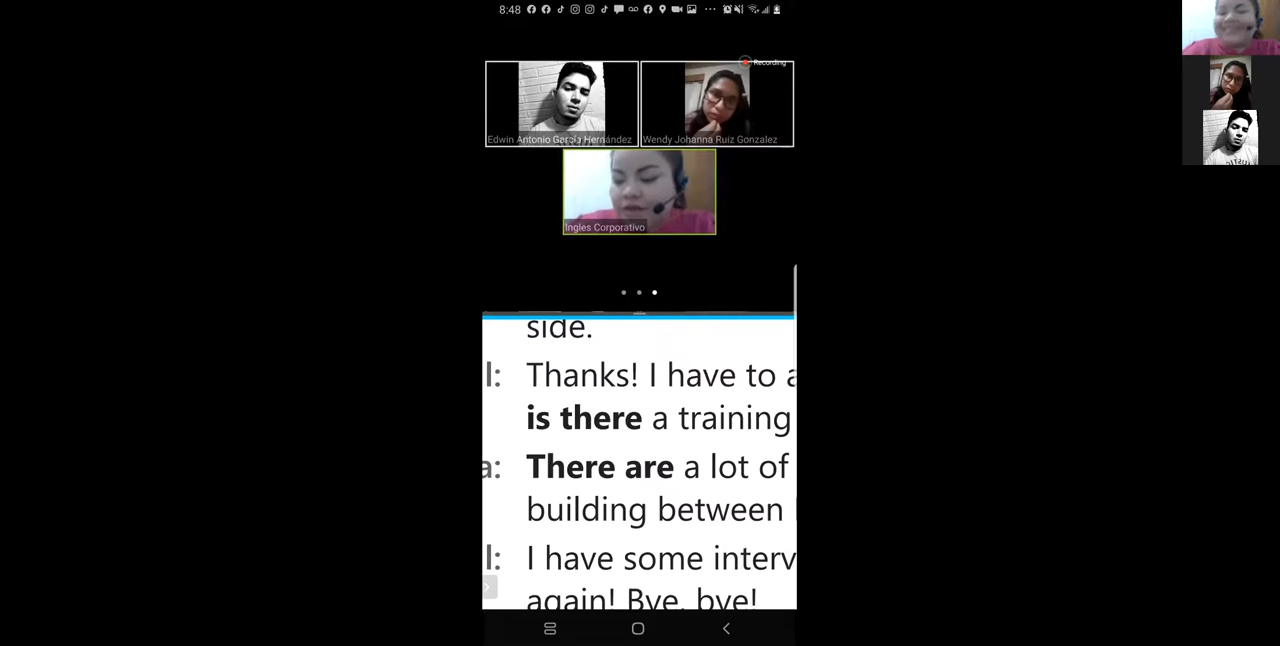 8:48
Recording
Edwin Antonio García Hernández
Wendy Johanna Ruiz Gonzalez
Ingles Corporativo
side.
l: Thanks! I have to a
is there a training
a: There are a lot of
building between
l: I have some interv
again! Bye, bye!